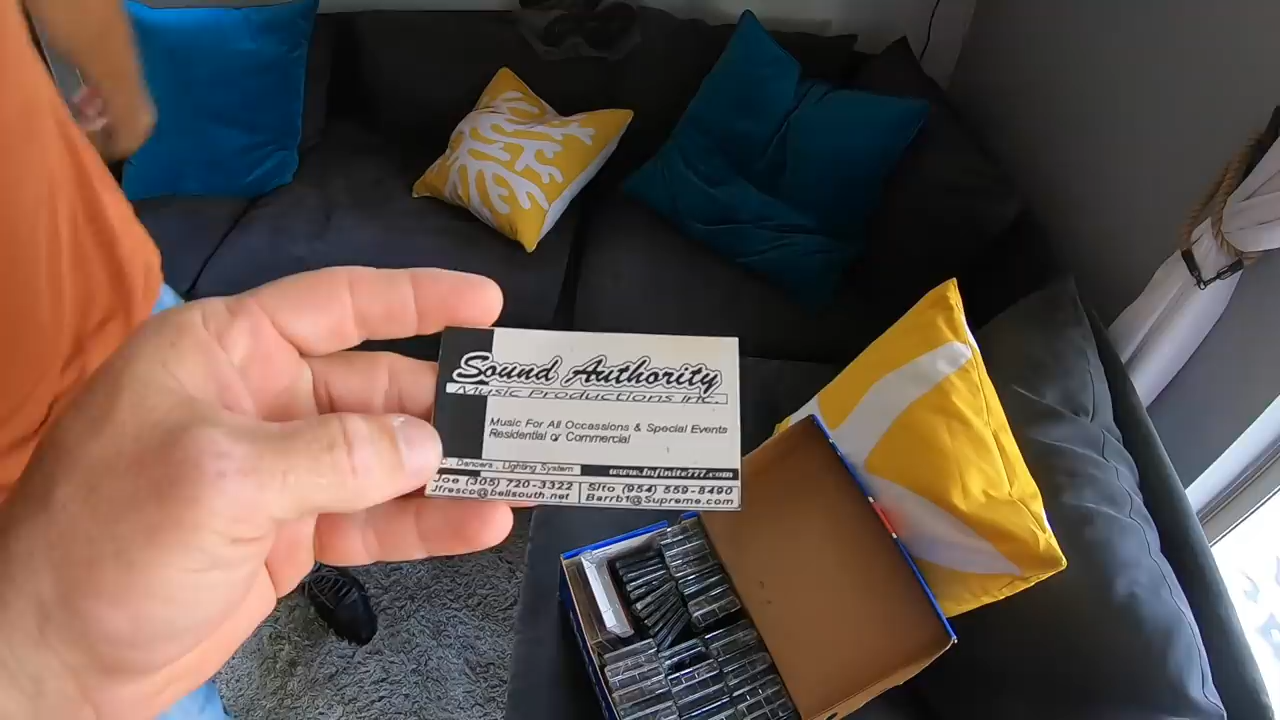 Sound Authority
Music Productions Inc.
Music For All Occassions & Special Events
Residential or Commercial
Dancers . Lighting System
www.Infinite777.com
Joe (305) 720-3322
Jfresco@bellsouth.net
Sito (954) 559-8490
Barrb1@Supreme.com